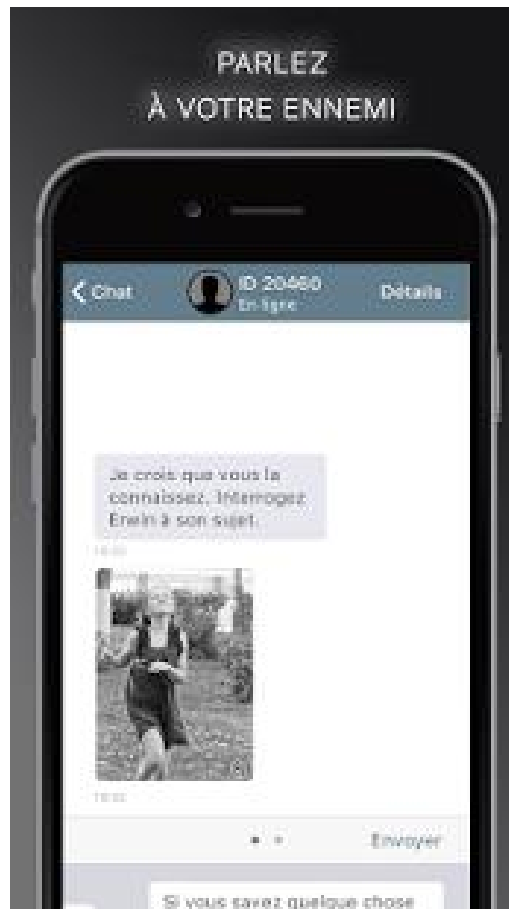 PARLEZ
À VOTRE ENNEMI
Chat
ID 20460
En ligne
Détails
Je crois que vous la
connaissez. Interrogez
Erwin à son sujet.
Envoyer
Si vous savez quelque chose